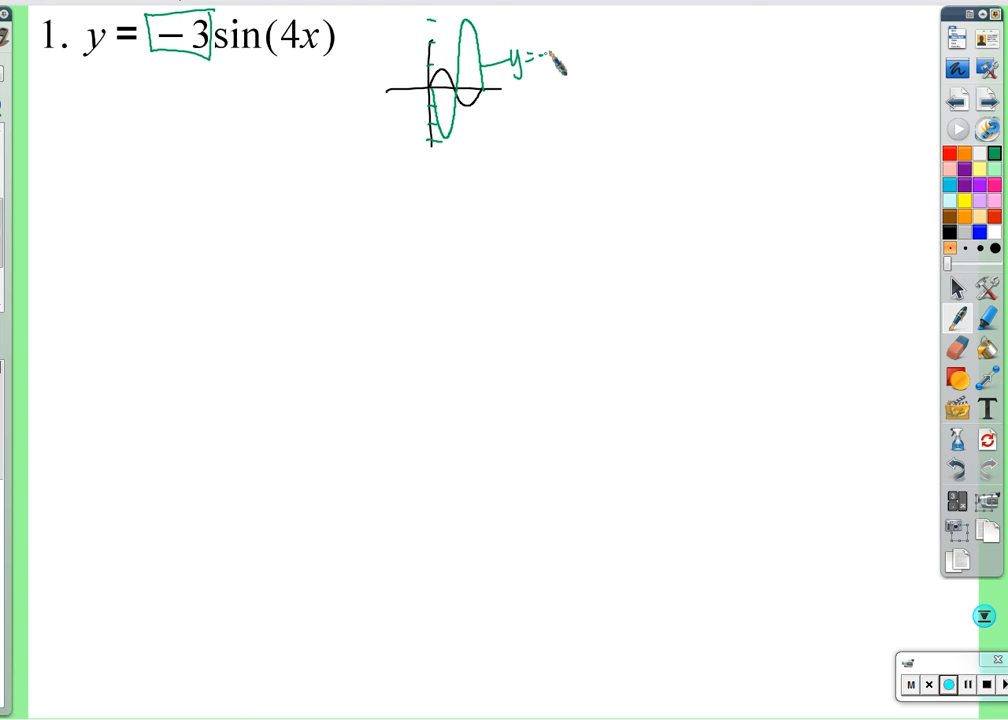 1. y = −3sin(4x)
y = -
M
T